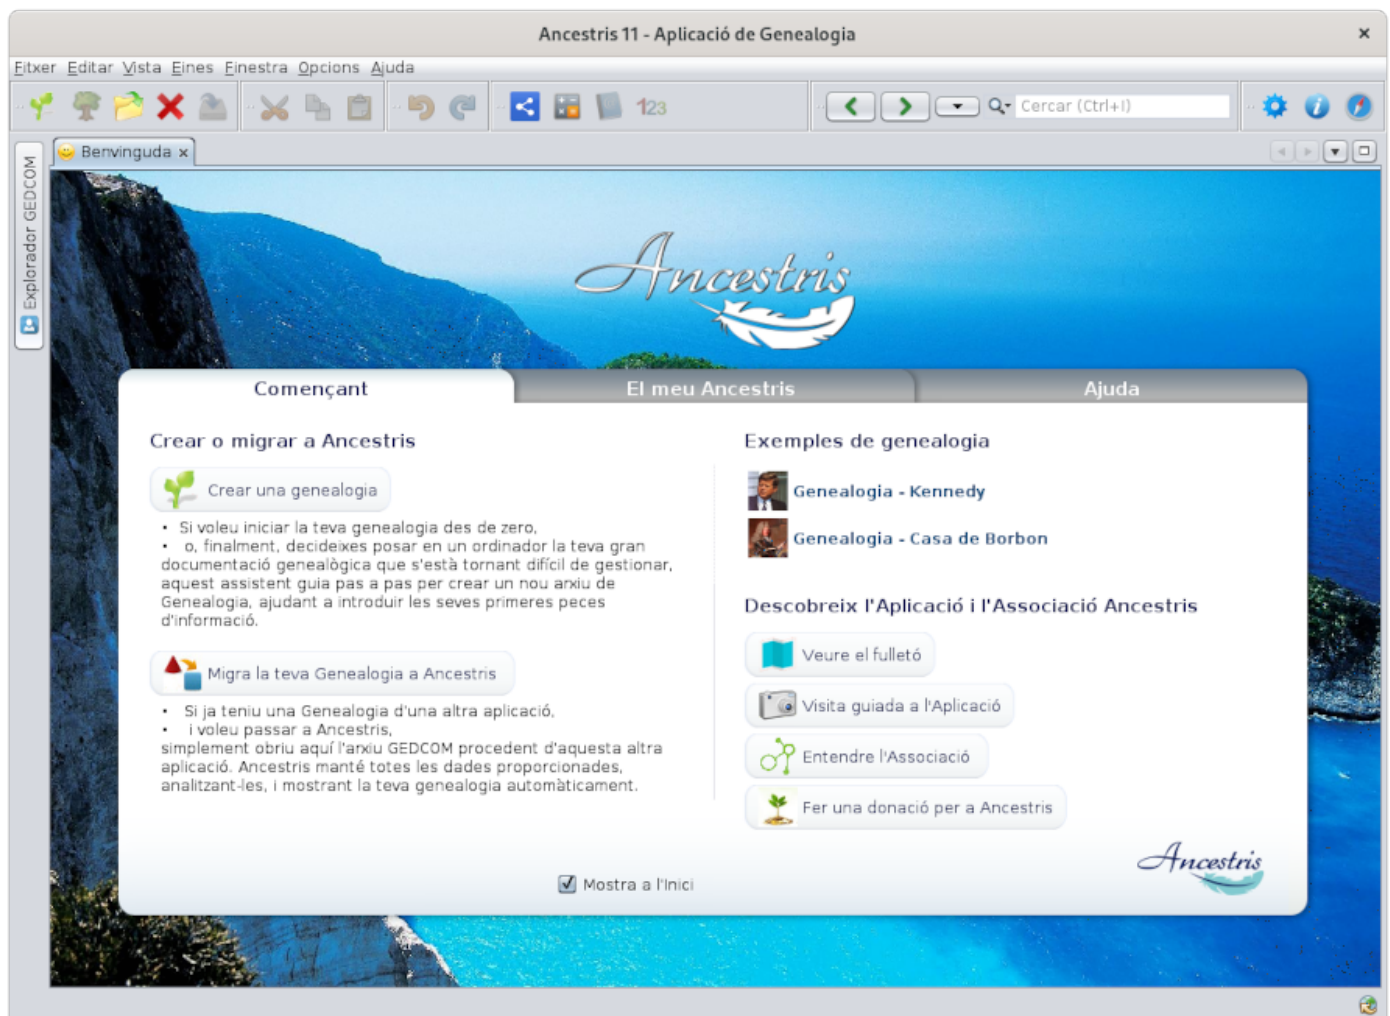 Ancestris 11 - Aplicació de Genealogia
Fitxer Editar Vista Eines Finestra Opcions Ajuda
123
Cercar (Ctrl+I)
Benvinguda
Explorador GEDCOM
Ancestris
Començant
El meu Ancestris
Ajuda
Crear o migrar a Ancestris
Crear una genealogia
• Si voleu iniciar la teva genealogia des de zero,
• o, finalment, decideixes posar en un ordinador la teva gran
documentació genealògica que s'està tornant difícil de gestionar,
aquest assistent guia pas a pas per crear un nou arxiu de
Genealogia, ajudant a introduir les seves primeres peces
d'informació.
Migra la teva Genealogia a Ancestris
• Si ja teniu una Genealogia d'una altra aplicació,
• i voleu passar a Ancestris,
simplement obriu aquí l'arxiu GEDCOM procedent d'aquesta altra
aplicació. Ancestris manté totes les dades proporcionades,
analitzant-les, i mostrant la teva genealogia automàticament.
Exemples de genealogia
Genealogia - Kennedy
Genealogia - Casa de Borbon
Descobreix l'Aplicació i l'Associació Ancestris
Veure el fulletó
Visita guiada a l'Aplicació
Entendre l'Associació
Fer una donació per a Ancestris
Ancestris
Mostra a l'Inici